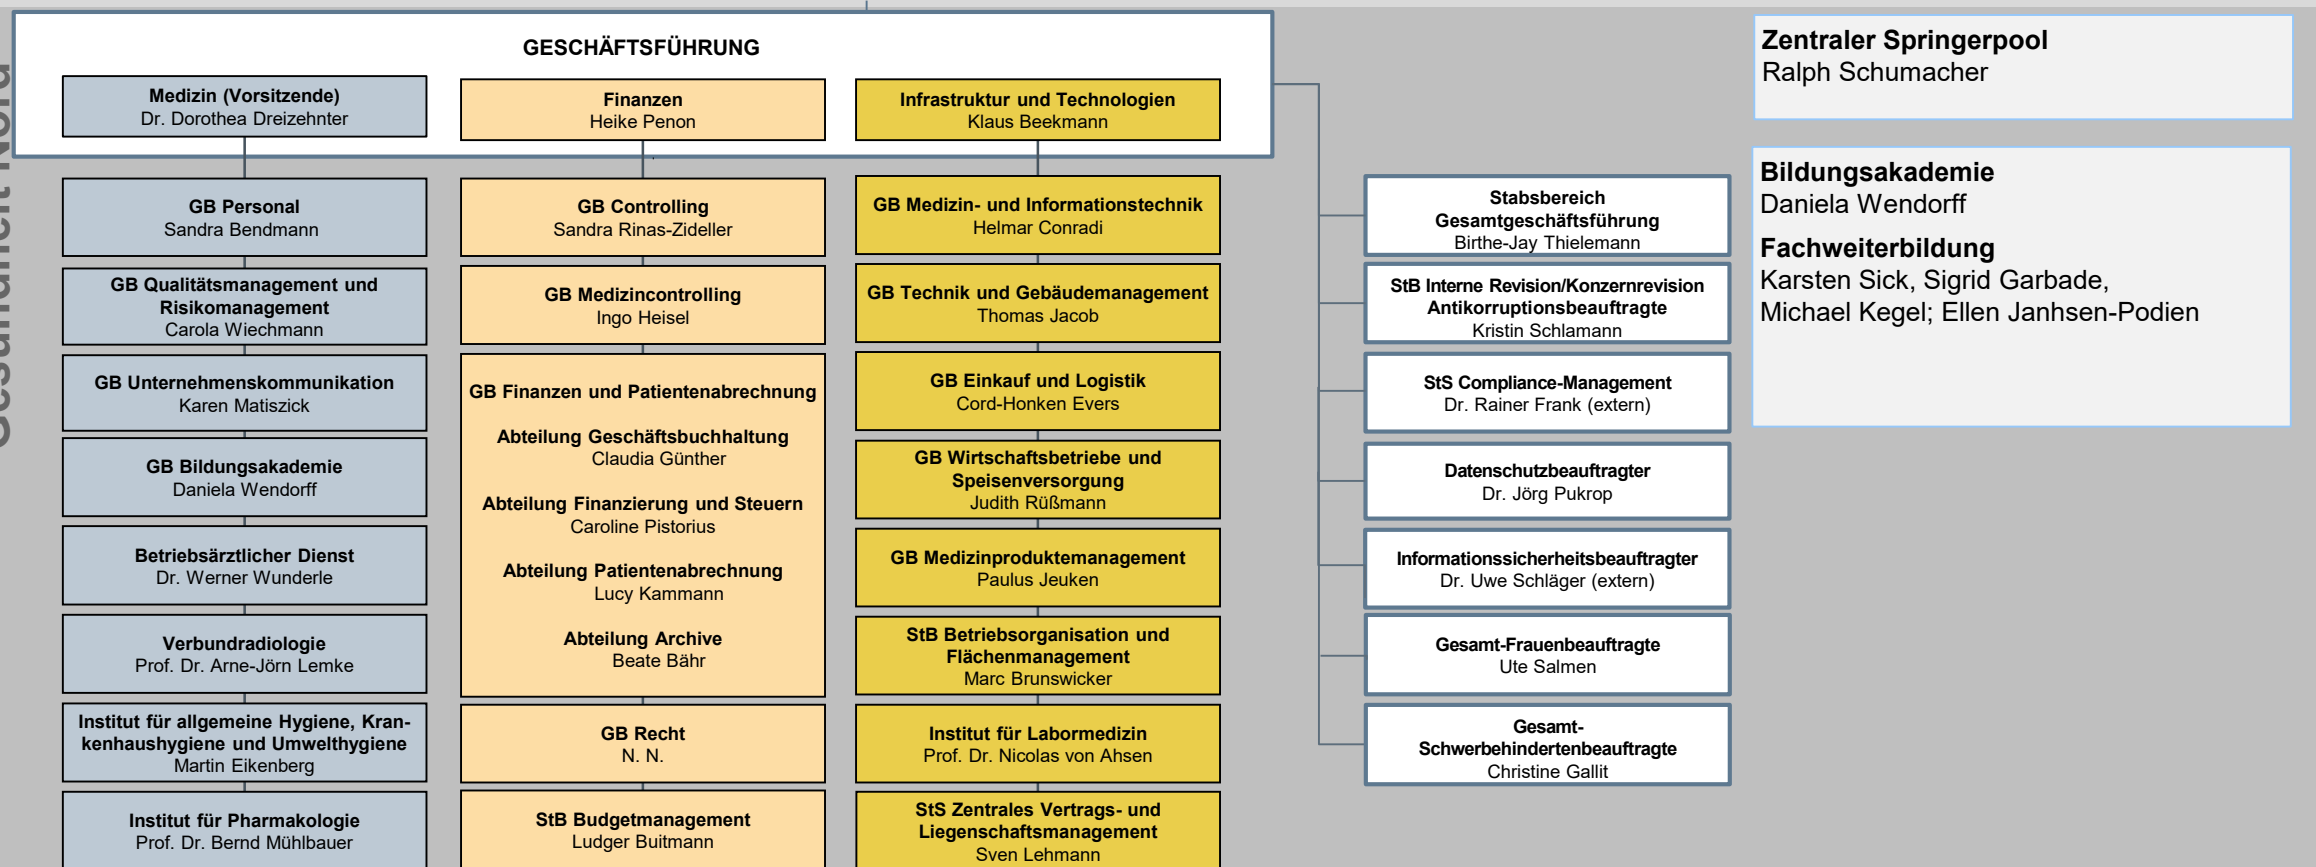 GESCHÄFTSFÜHRUNG
Medizin (Vorsitzende)
Dr. Dorothea Dreizehnter
Finanzen
Heike Penon
Infrastruktur und Technologien
Klaus Beekmann
GB Personal
Sandra Bendmann
GB Qualitätsmanagement und
Risikomanagement
Carola Wiechmann
GB Unternehmenskommunikation
Karen Matiszick
GB Bildungsakademie
Daniela Wendorff
Betriebsärztlicher Dienst
Dr. Werner Wunderle
Verbundradiologie
Prof. Dr. Arne-Jörn Lemke
Institut für allgemeine Hygiene, Kran-
kenhaushygiene und Umwelthygiene
Martin Eikenberg
Institut für Pharmakologie
Prof. Dr. Bernd Mühlbauer
GB Controlling
Sandra Rinas-Zideller
GB Medizincontrolling
Ingo Heisel
GB Finanzen und Patientenabrechnung
Abteilung Geschäftsbuchhaltung
Claudia Günther
Abteilung Finanzierung und Steuern
Caroline Pistorius
Abteilung Patientenabrechnung
Lucy Kammann
Abteilung Archive
Beate Bähr
GB Recht
N. N.
StB Budgetmanagement
Ludger Buitmann
GB Medizin- und Informationstechnik
Helmar Conradi
GB Technik und Gebäudemanagement
Thomas Jacob
GB Einkauf und Logistik
Cord-Honken Evers
GB Wirtschaftsbetriebe und
Speisenversorgung
Judith Rüßmann
GB Medizinproduktemanagement
Paulus Jeuken
StB Betriebsorganisation und
Flächenmanagement
Marc Brunswicker
Institut für Labormedizin
Prof. Dr. Nicolas von Ahsen
StS Zentrales Vertrags- und
Liegenschaftsmanagement
Sven Lehmann
Stabsbereich
Gesamtgeschäftsführung
Birthe-Jay Thielemann
StB Interne Revision/Konzernrevision
Antikorruptionsbeauftragte
Kristin Schlamann
StS Compliance-Management
Dr. Rainer Frank (extern)
Datenschutzbeauftragter
Dr. Jörg Pukrop
Informationssicherheitsbeauftragter
Dr. Uwe Schläger (extern)
Gesamt-Frauenbeauftragte
Ute Salmen
Gesamt-
Schwerbehindertenbeauftragte
Christine Gallit
Zentraler Springerpool
Ralph Schumacher
Bildungsakademie
Daniela Wendorff
Fachweiterbildung
Karsten Sick, Sigrid Garbade,
Michael Kegel; Ellen Janhsen-Podien